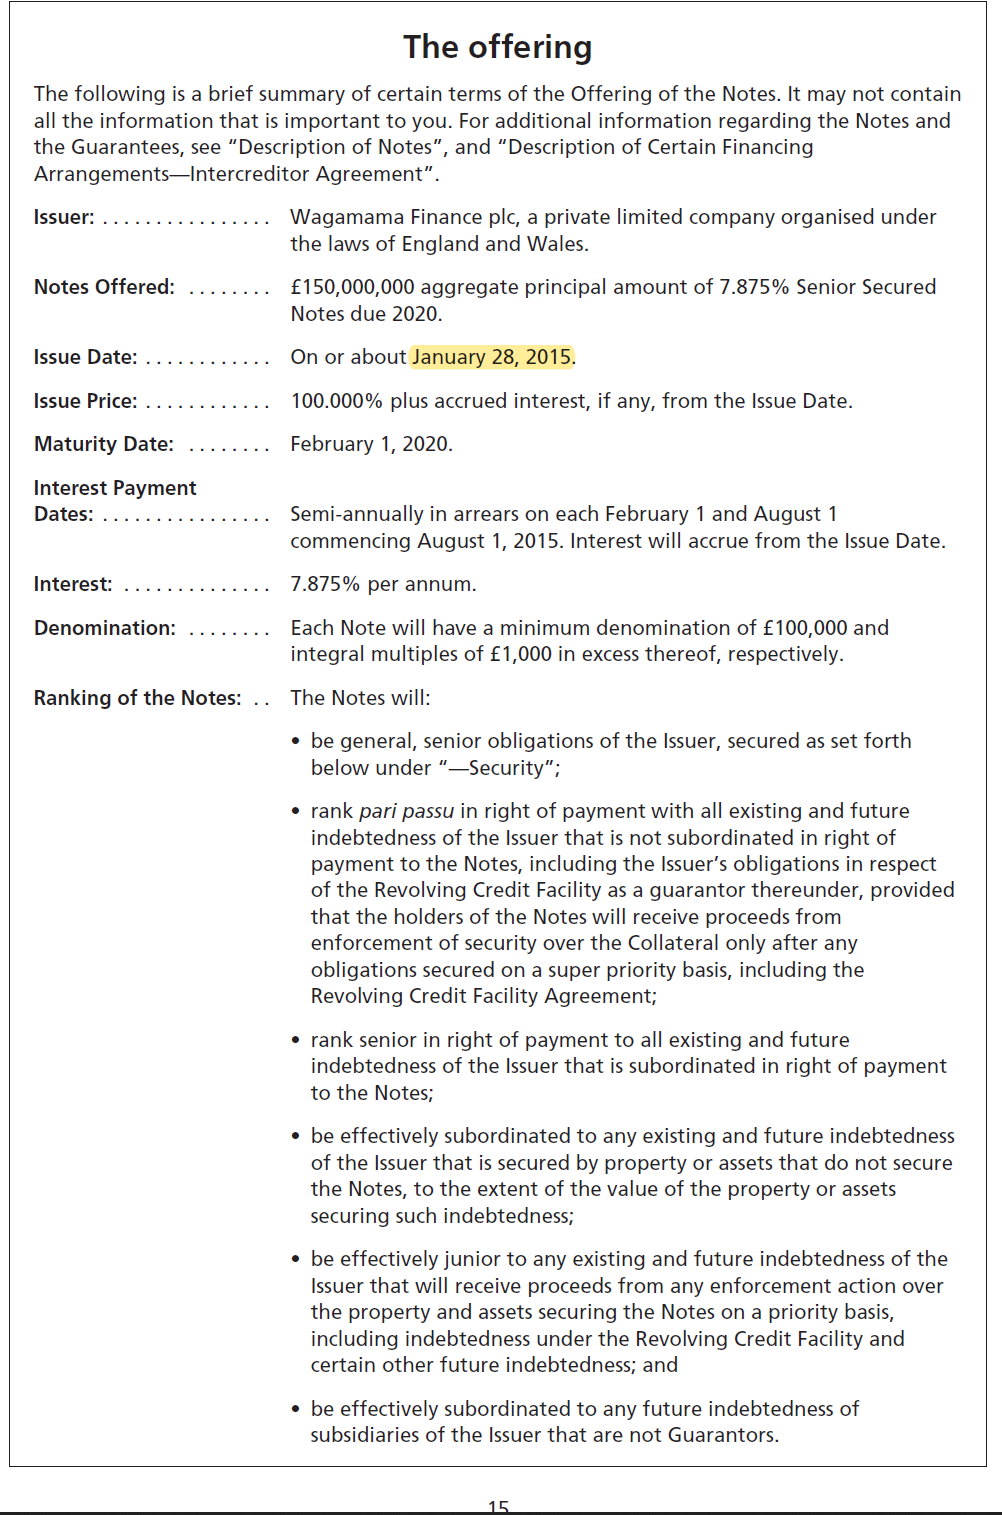 The offering
The following is a brief summary of certain terms of the Offering of the Notes. It may not contain
all the information that is important to you. For additional information regarding the Notes and
the Guarantees, see “Description of Notes”, and “Description of Certain Financing
Arrangements—Intercreditor Agreement”.
Issuer: . . . . . . . . . . . . . . . . Wagamama Finance plc, a private limited company organised under
the laws of England and Wales.
Notes Offered: . . . . . . . . £150,000,000 aggregate principal amount of 7.875% Senior Secured
Notes due 2020.
Issue Date: . . . . . . . . . . . . On or about January 28, 2015.
Issue Price: . . . . . . . . . . . . 100.000% plus accrued interest, if any, from the Issue Date.
Maturity Date: . . . . . . . . February 1, 2020.
Interest Payment
Dates: . . . . . . . . . . . . . . . . Semi-annually in arrears on each February 1 and August 1
commencing August 1, 2015. Interest will accrue from the Issue Date.
Interest: . . . . . . . . . . . . . . 7.875% per annum.
Denomination: . . . . . . . . Each Note will have a minimum denomination of £100,000 and
integral multiples of £1,000 in excess thereof, respectively.
Ranking of the Notes: . . The Notes will:
• be general, senior obligations of the Issuer, secured as set forth
below under “—Security”;
• rank pari passu in right of payment with all existing and future
indebtedness of the Issuer that is not subordinated in right of
payment to the Notes, including the Issuer’s obligations in respect
of the Revolving Credit Facility as a guarantor thereunder, provided
that the holders of the Notes will receive proceeds from
enforcement of security over the Collateral only after any
obligations secured on a super priority basis, including the
Revolving Credit Facility Agreement;
• rank senior in right of payment to all existing and future
indebtedness of the Issuer that is subordinated in right of payment
to the Notes;
• be effectively subordinated to any existing and future indebtedness
of the Issuer that is secured by property or assets that do not secure
the Notes, to the extent of the value of the property or assets
securing such indebtedness;
• be effectively junior to any existing and future indebtedness of the
Issuer that will receive proceeds from any enforcement action over
the property and assets securing the Notes on a priority basis,
including indebtedness under the Revolving Credit Facility and
certain other future indebtedness; and
• be effectively subordinated to any future indebtedness of
subsidiaries of the Issuer that are not Guarantors.
15